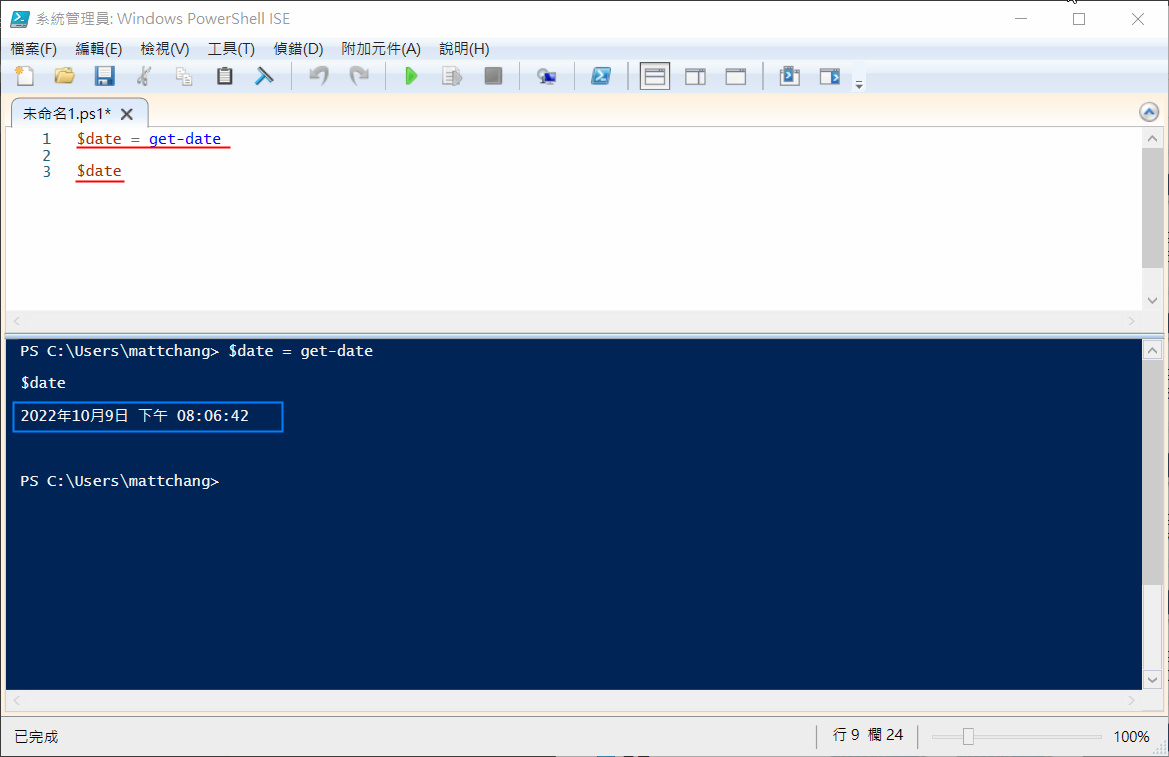 系統管理員: Windows PowerShell ISE
檔案(F) 編輯(E) 檢視(V) 工具(T) 偵錯(D) 附加元件(A) 說明(H)
未命名1.ps1*
1 $date = get-date
2
3 $date
PS C:\Users\mattchang> $date = get-date
$date
2022年10月9日 下午 08:06:42
PS C:\Users\mattchang>
已完成 行 9 欄 24 100%